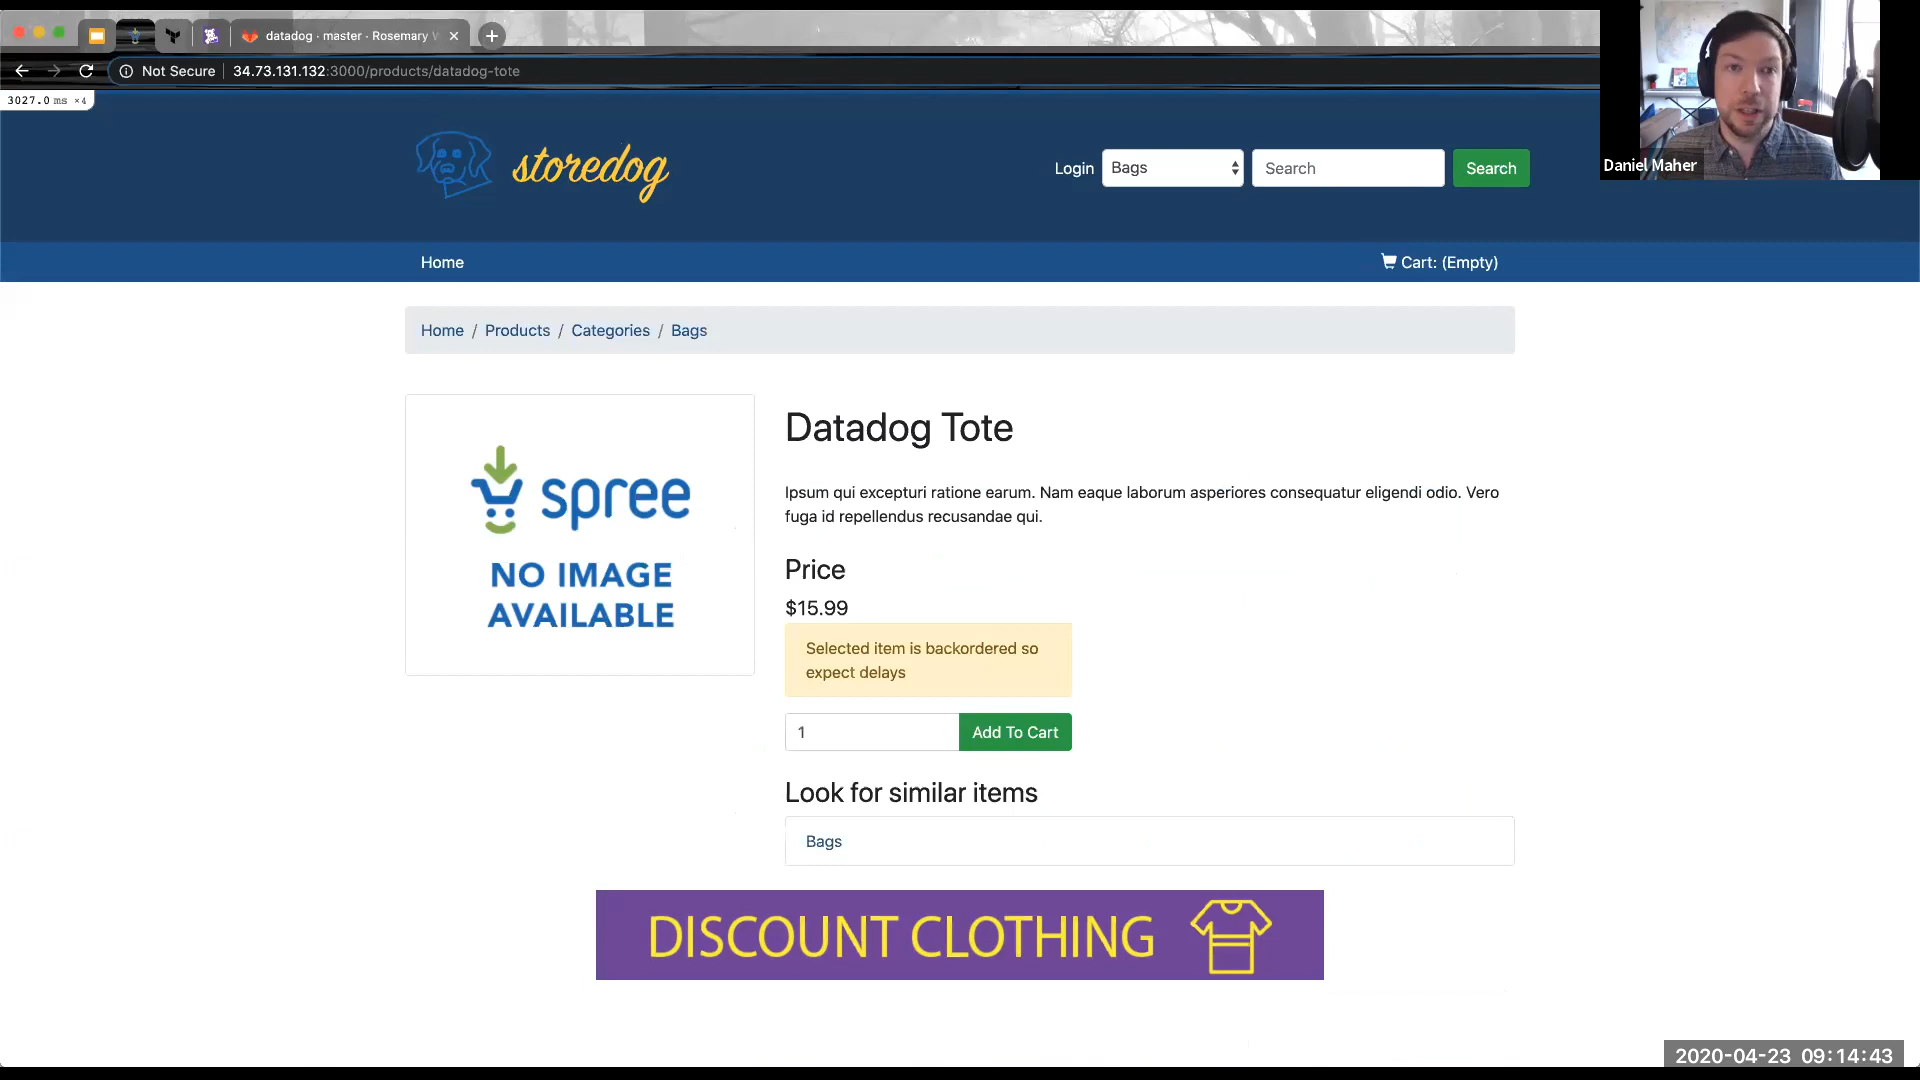 datadog · master · Rosemary W
Not Secure
34.73.131.132:3000/products/datadog-tote
3027.0 ms ×4
storedog
Login
Bags
Search
Search
Daniel Maher
Home
Cart: (Empty)
Home / Products / Categories / Bags
spree
NO IMAGE
AVAILABLE
Datadog Tote
Ipsum qui excepturi ratione earum. Nam eaque laborum asperiores consequatur eligendi odio. Vero
fuga id repellendus recusandae qui.
Price
$15.99
Selected item is backordered so
expect delays
1
Add To Cart
Look for similar items
Bags
DISCOUNT CLOTHING
2020-04-23 09:14:43